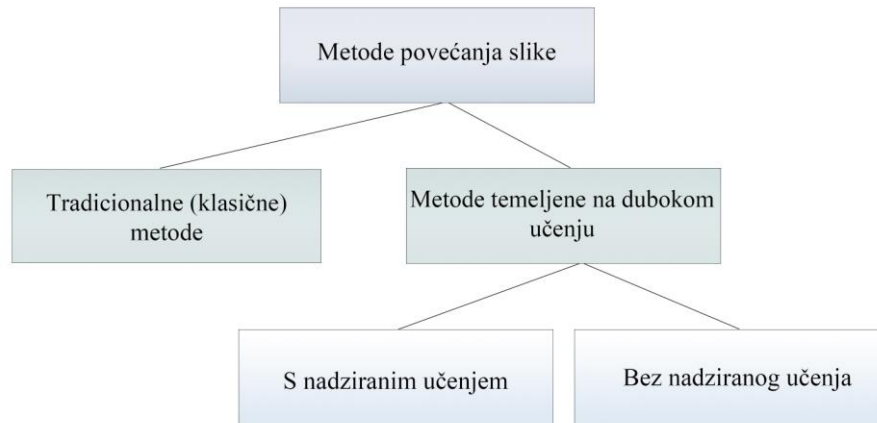 Metode povećanja slike
Tradicionalne (klasične)
metode
Metode temeljene na dubokom
učenju
S nadziranim učenjem
Bez nadziranog učenja